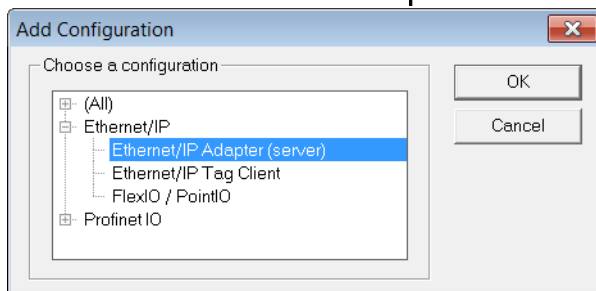 Add Configuration
Choose a configuration
OK
(All)
Ethernet/IP
Cancel
Ethernet/IP Adapter (server)
Ethernet/IP Tag Client
FlexIO / PointIO
Profinet IO